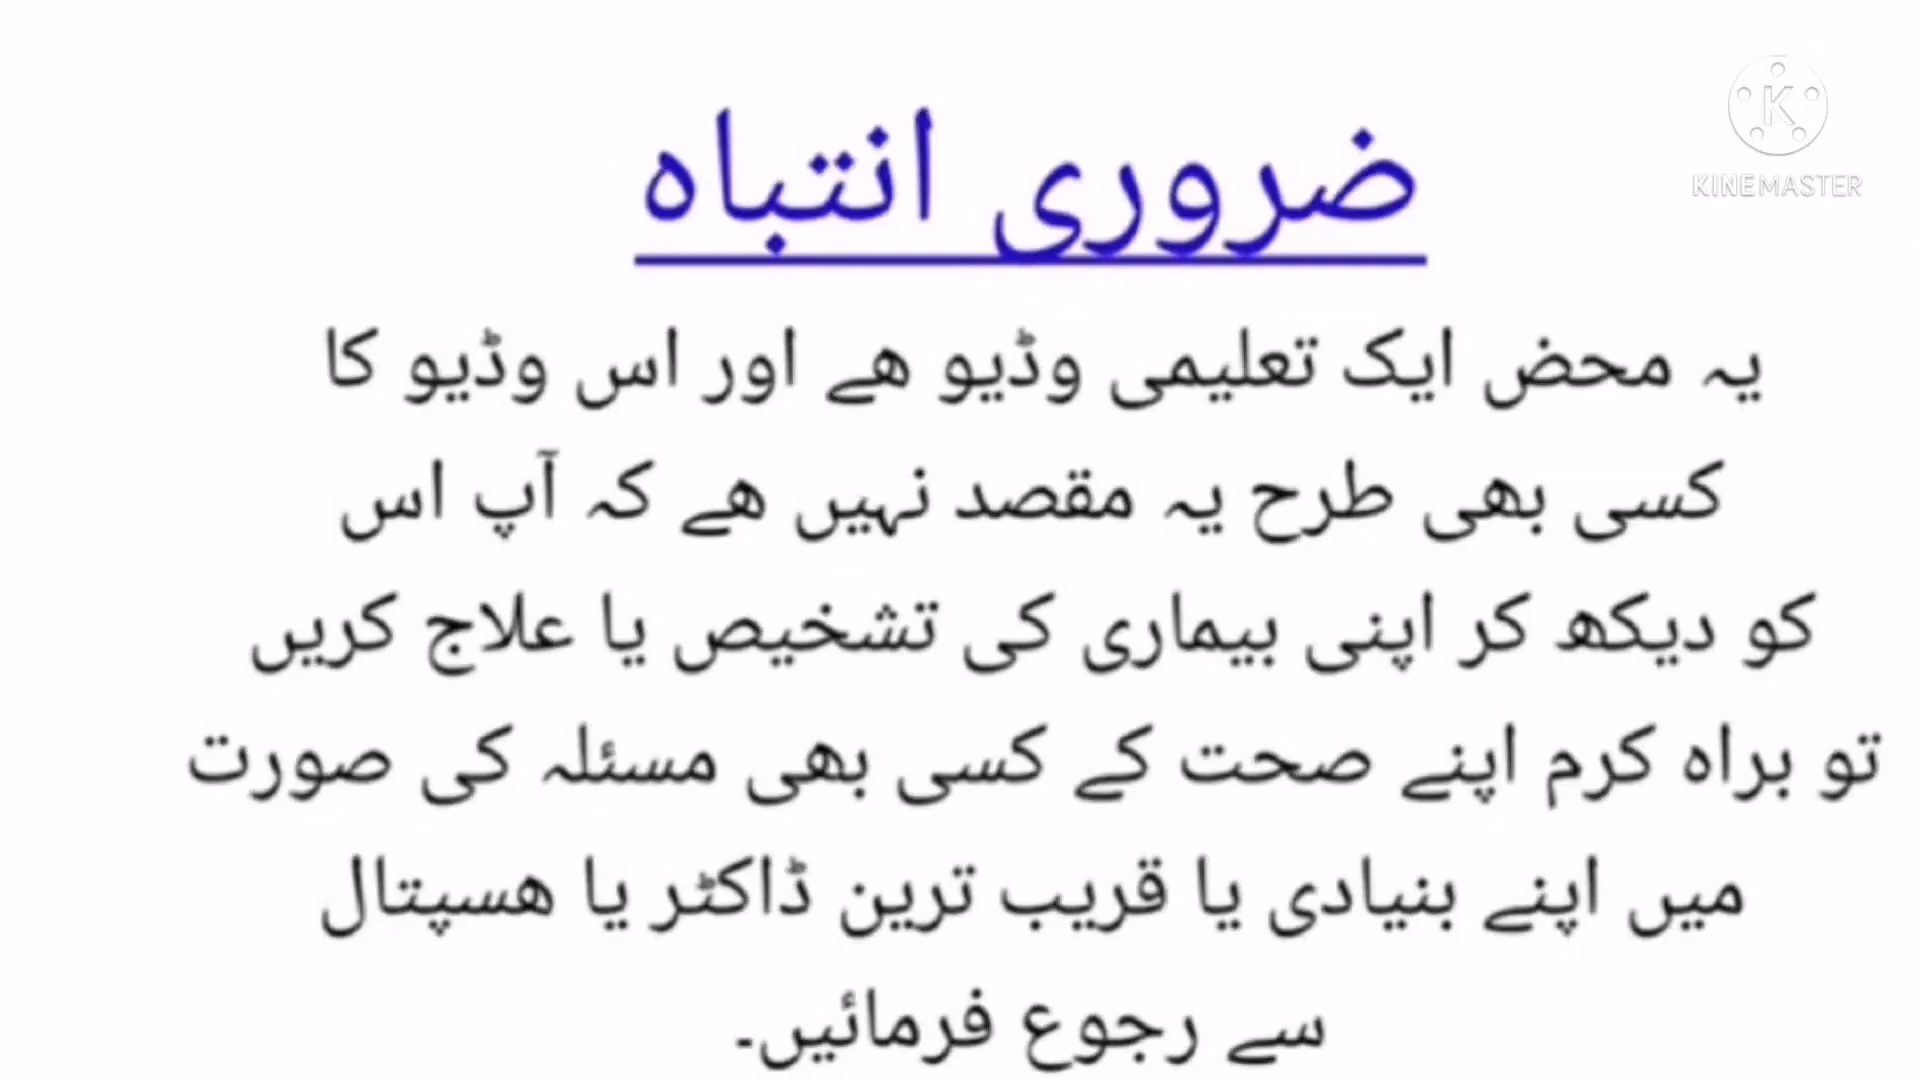 ضروری انتباہ
یہ محض ایک تعلیمی وڈیو ھے اور اس وڈیو کا
کسی بھی طرح یہ مقصد نہیں ھے کہ آپ اس
کو دیکھ کر اپنی بیماری کی تشخیص یا علاج کریں
تو براہ کرم اپنے صحت کے کسی بھی مسئلہ کی صورت
میں اپنے بنیادی یا قریب ترین ڈاکٹر یا ھسپتال
سے رجوع فرمائیں۔
K
KINEMASTER